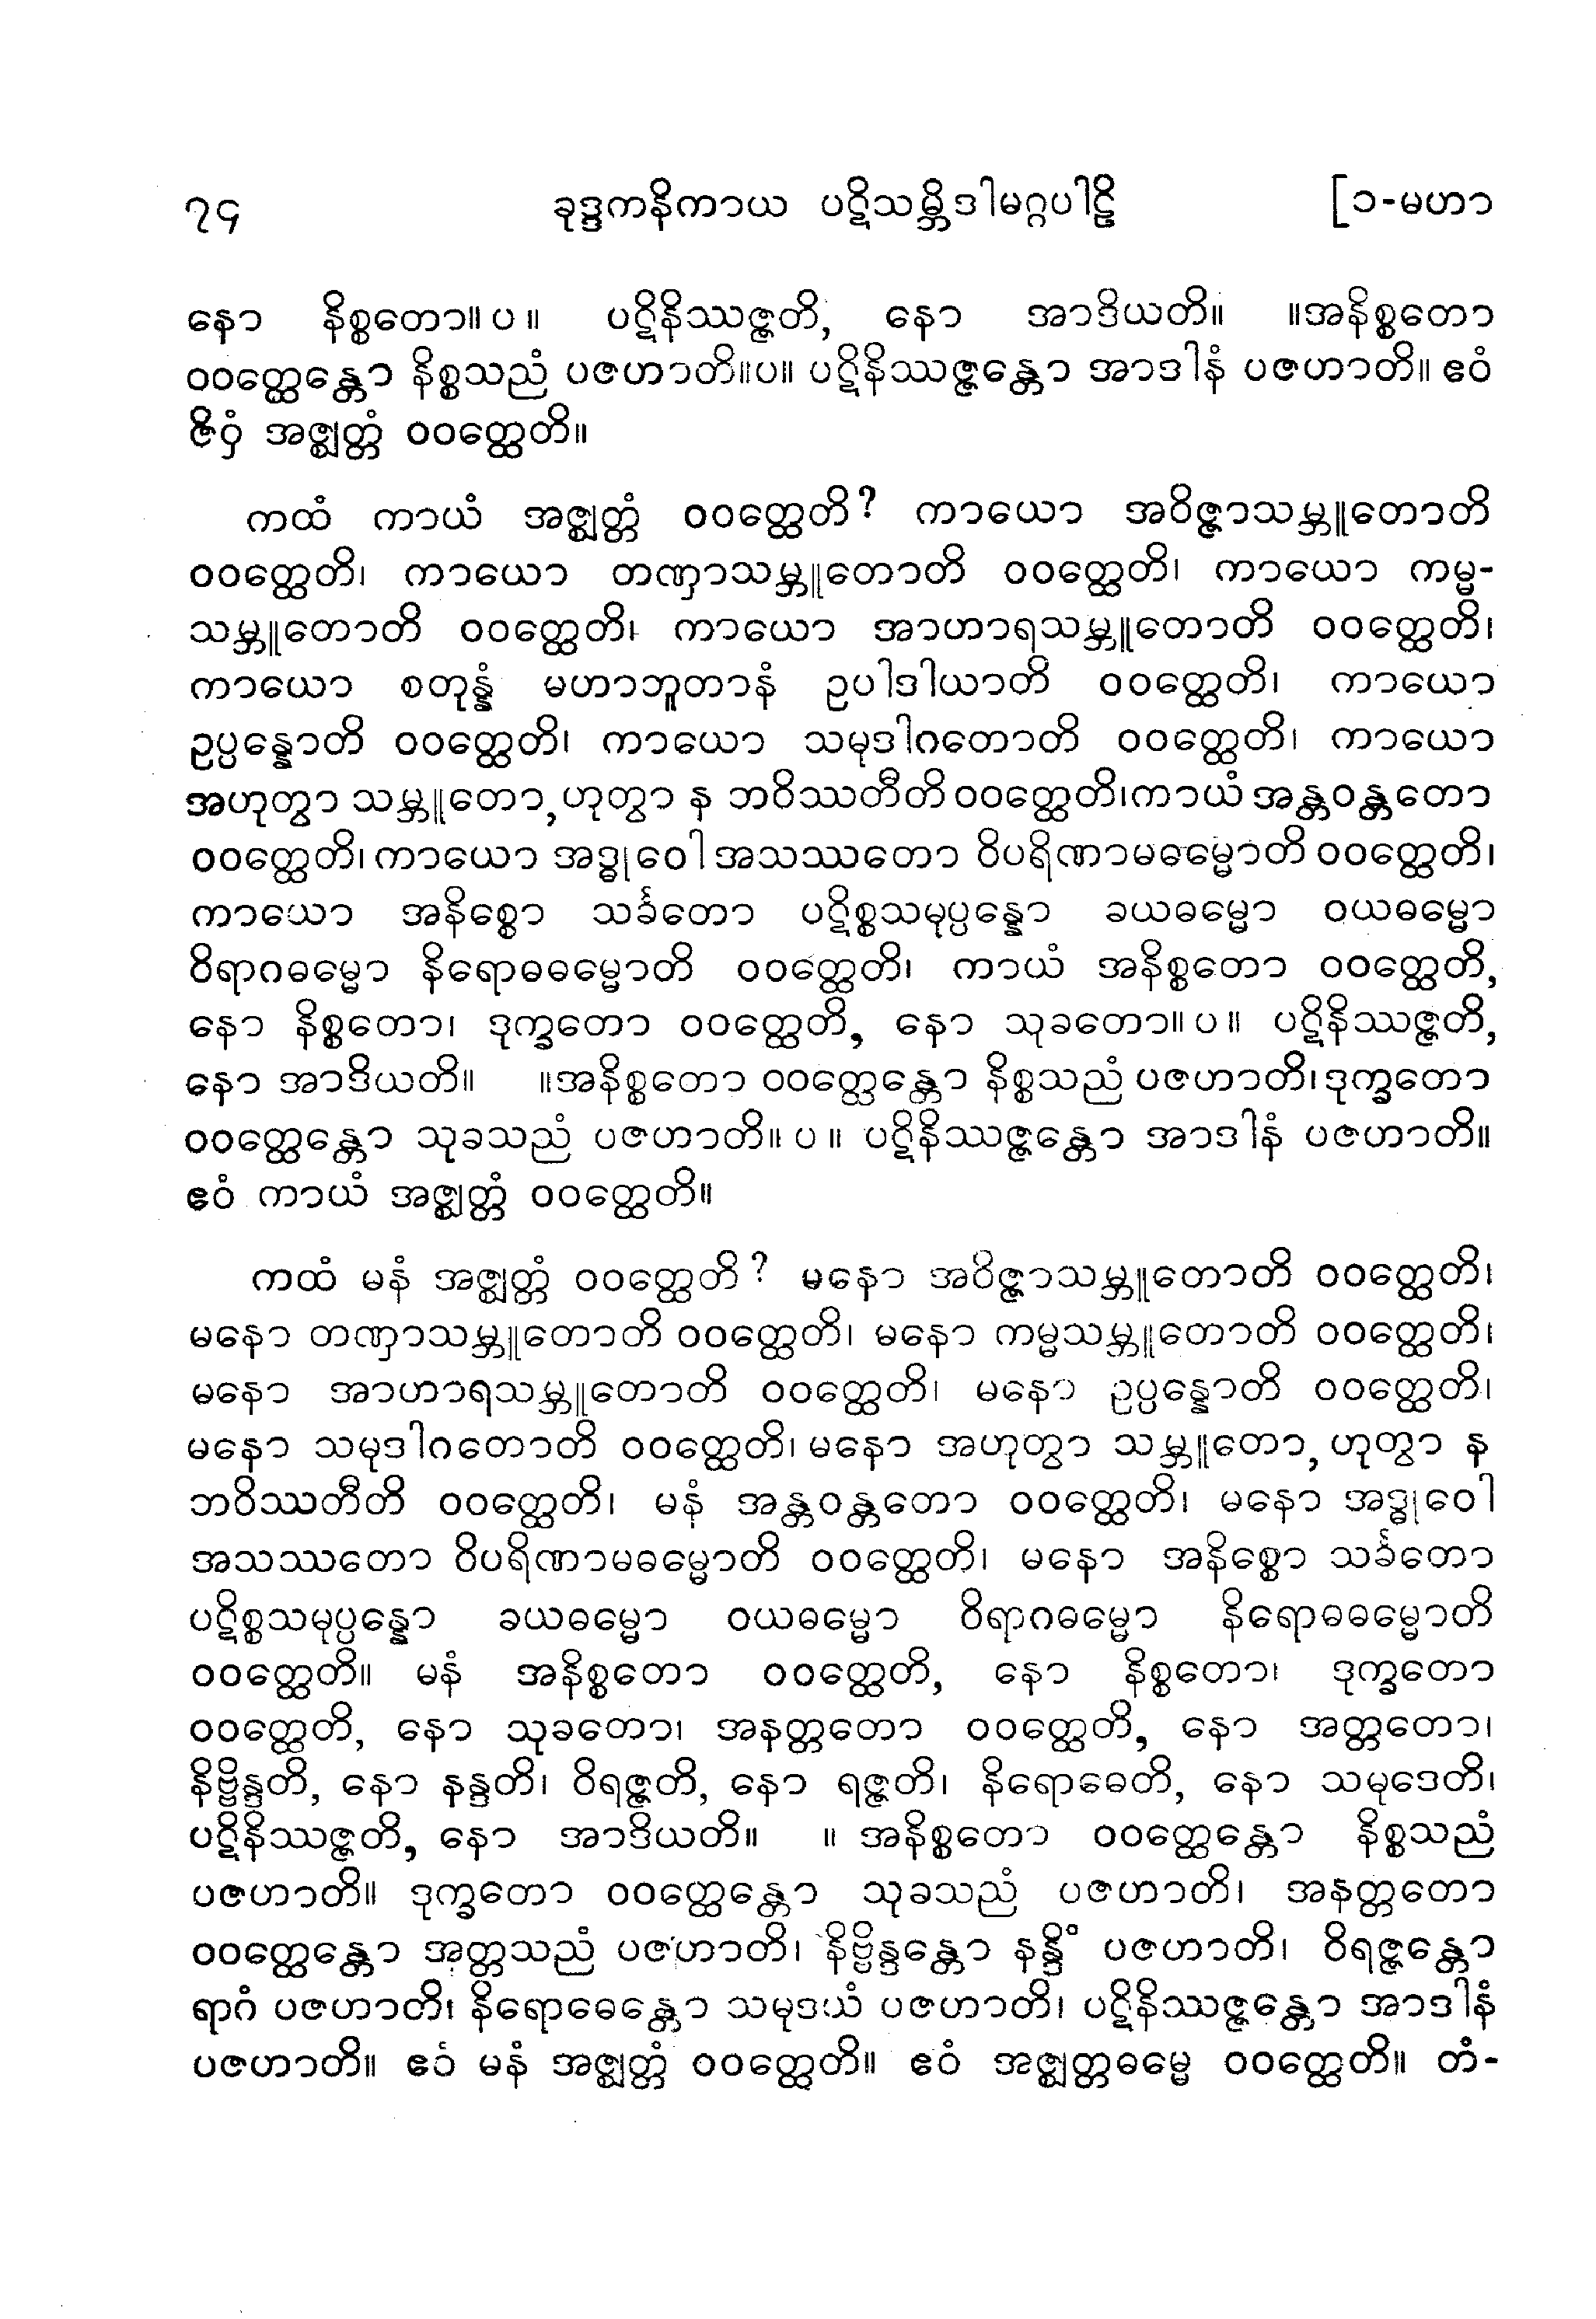 ၇၄ ခုဒ္ဒကနိကာယ ပဋိသမ္ဘိဒါမဂ္ဂပါဠိ [၁-မဟာ
နော နိစ္စတော။ပ။ ပဋိနိဿဇ္ဇတိ, နော အာဒိယတိ။ ။အနိစ္စတော
ဝဝတ္ထေန္တော နိစ္စသညံ ပဇဟာတိ။ပ။ ပဋိနိဿဇ္ဇန္တော အာဒါနံ ပဇဟာတိ။ ဧဝံ
ဇိဝှံ အဇ္ဈတ္တံ ဝဝတ္ထေတိ။
ကထံ ကာယံ အဇ္ဈတ္တံ ဝဝတ္ထေတိ? ကာယော အဝိဇ္ဇာသမ္ဘူတောတိ
ဝဝတ္ထေတိ၊ ကာယော တဏှာသမ္ဘူတောတိ ဝဝတ္ထေတိ၊ ကာယော ကမ္မ-
သမ္ဘူတောတိ ဝဝတ္ထေတိ၊ ကာယော အာဟာရသမ္ဘူတောတိ ဝဝတ္ထေတိ၊
ကာယော စတုန္နံ မဟာဘူတာနံ ဥပါဒါယာတိ ဝဝတ္ထေတိ၊ ကာယော
ဥပ္ပန္နောတိ ဝဝတ္ထေတိ၊ ကာယော သမုဒါဂတောတိ ဝဝတ္ထေတိ၊ ကာယော
အဟုတွာ သမ္ဘူတော, ဟုတွာ န ဘဝိဿတီတိ ဝဝတ္ထေတိ၊ကာယံ အန္တဝန္တတော
ဝဝတ္ထေတိ၊ ကာယော အဒ္ဓုဝေါ အသဿတော ဝိပရိဏာမဓမ္မောတိ ဝဝတ္ထေတိ၊
ကာယော အနိစ္စော သင်္ခတော ပဋိစ္စသမုပ္ပန္နော ခယဓမ္မော ဝယဓမ္မော
ဝိရာဂဓမ္မော နိရောဓဓမ္မောတိ ဝဝတ္ထေတိ၊ ကာယံ အနိစ္စတော ဝဝတ္ထေတိ,
နော နိစ္စတော၊ ဒုက္ခတော ဝဝတ္ထေတိ, နော သုခတော။ပ။ ပဋိနိဿဇ္ဇတိ,
နော အာဒိယတိ။ ။အနိစ္စတော ဝဝတ္ထေန္တော နိစ္စသညံ ပဇဟာတိ၊ ဒုက္ခတော
ဝဝတ္ထေန္တော သုခသညံ ပဇဟာတိ။ပ။ ပဋိနိဿဇ္ဇန္တော အာဒါနံ ပဇဟာတိ။
ဧဝံ ကာယံ အဇ္ဈတ္တံ ဝဝတ္ထေတိ။
ကထံ မနံ အဇ္ဈတ္တံ ဝဝတ္ထေတိ? မနော အဝိဇ္ဇာသမ္ဘူတောတိ ဝဝတ္ထေတိ၊
မနော တဏှာသမ္ဘူတောတိ ဝဝတ္ထေတိ၊ မနော ကမ္မသမ္ဘူတောတိ ဝဝတ္ထေတိ၊
မနော အာဟာရသမ္ဘူတောတိ ဝဝတ္ထေတိ၊ မနော ဥပ္ပန္နောတိ ဝဝတ္ထေတိ၊
မနော သမုဒါဂတောတိ ဝဝတ္ထေတိ၊ မနော အဟုတွာ သမ္ဘူတော, ဟုတွာ န
ဘဝိဿတီတိ ဝဝတ္ထေတိ၊ မနံ အန္တဝန္တတော ဝဝတ္ထေတိ၊ မနော အဒ္ဓုဝေါ
အသဿတော ဝိပရိဏာမဓမ္မောတိ ဝဝတ္ထေတိ၊ မနော အနိစ္စော သင်္ခတော
ပဋိစ္စသမုပ္ပန္နော ခယဓမ္မော ဝယဓမ္မော ဝိရာဂဓမ္မော နိရောဓဓမ္မောတိ
ဝဝတ္ထေတိ။ မနံ အနိစ္စတော ဝဝတ္ထေတိ, နော နိစ္စတော၊ ဒုက္ခတော
ဝဝတ္ထေတိ, နော သုခတော၊ အနတ္တတော ဝဝတ္ထေတိ, နော အတ္တတော၊
နိဗ္ဗိန္ဒတိ, နော နန္ဒတိ၊ ဝိရဇ္ဇတိ, နော ရဇ္ဇတိ၊ နိရောဓေတိ, နော သမုဒေတိ၊
ပဋိနိဿဇ္ဇတိ, နော အာဒိယတိ။ ။ အနိစ္စတော ဝဝတ္ထေန္တော နိစ္စသညံ
ပဇဟာတိ။ ဒုက္ခတော ဝဝတ္ထေန္တော သုခသညံ ပဇဟာတိ၊ အနတ္တတော
ဝဝတ္ထေန္တော အတ္တသညံ ပဇဟာတိ၊ နိဗ္ဗိန္ဒန္တော နန္ဒိံ ပဇဟာတိ၊ ဝိရဇ္ဇန္တော
ရာဂံ ပဇဟာတိ၊ နိရောဓေန္တော သမုဒယံ ပဇဟာတိ၊ ပဋိနိဿဇ္ဇန္တော အာဒါနံ
ပဇဟာတိ။ ဧဝံ မနံ အဇ္ဈတ္တံ ဝဝတ္ထေတိ။ ဧဝံ အဇ္ဈတ္တဓမ္မေ ဝဝတ္ထေတိ။ တံ-